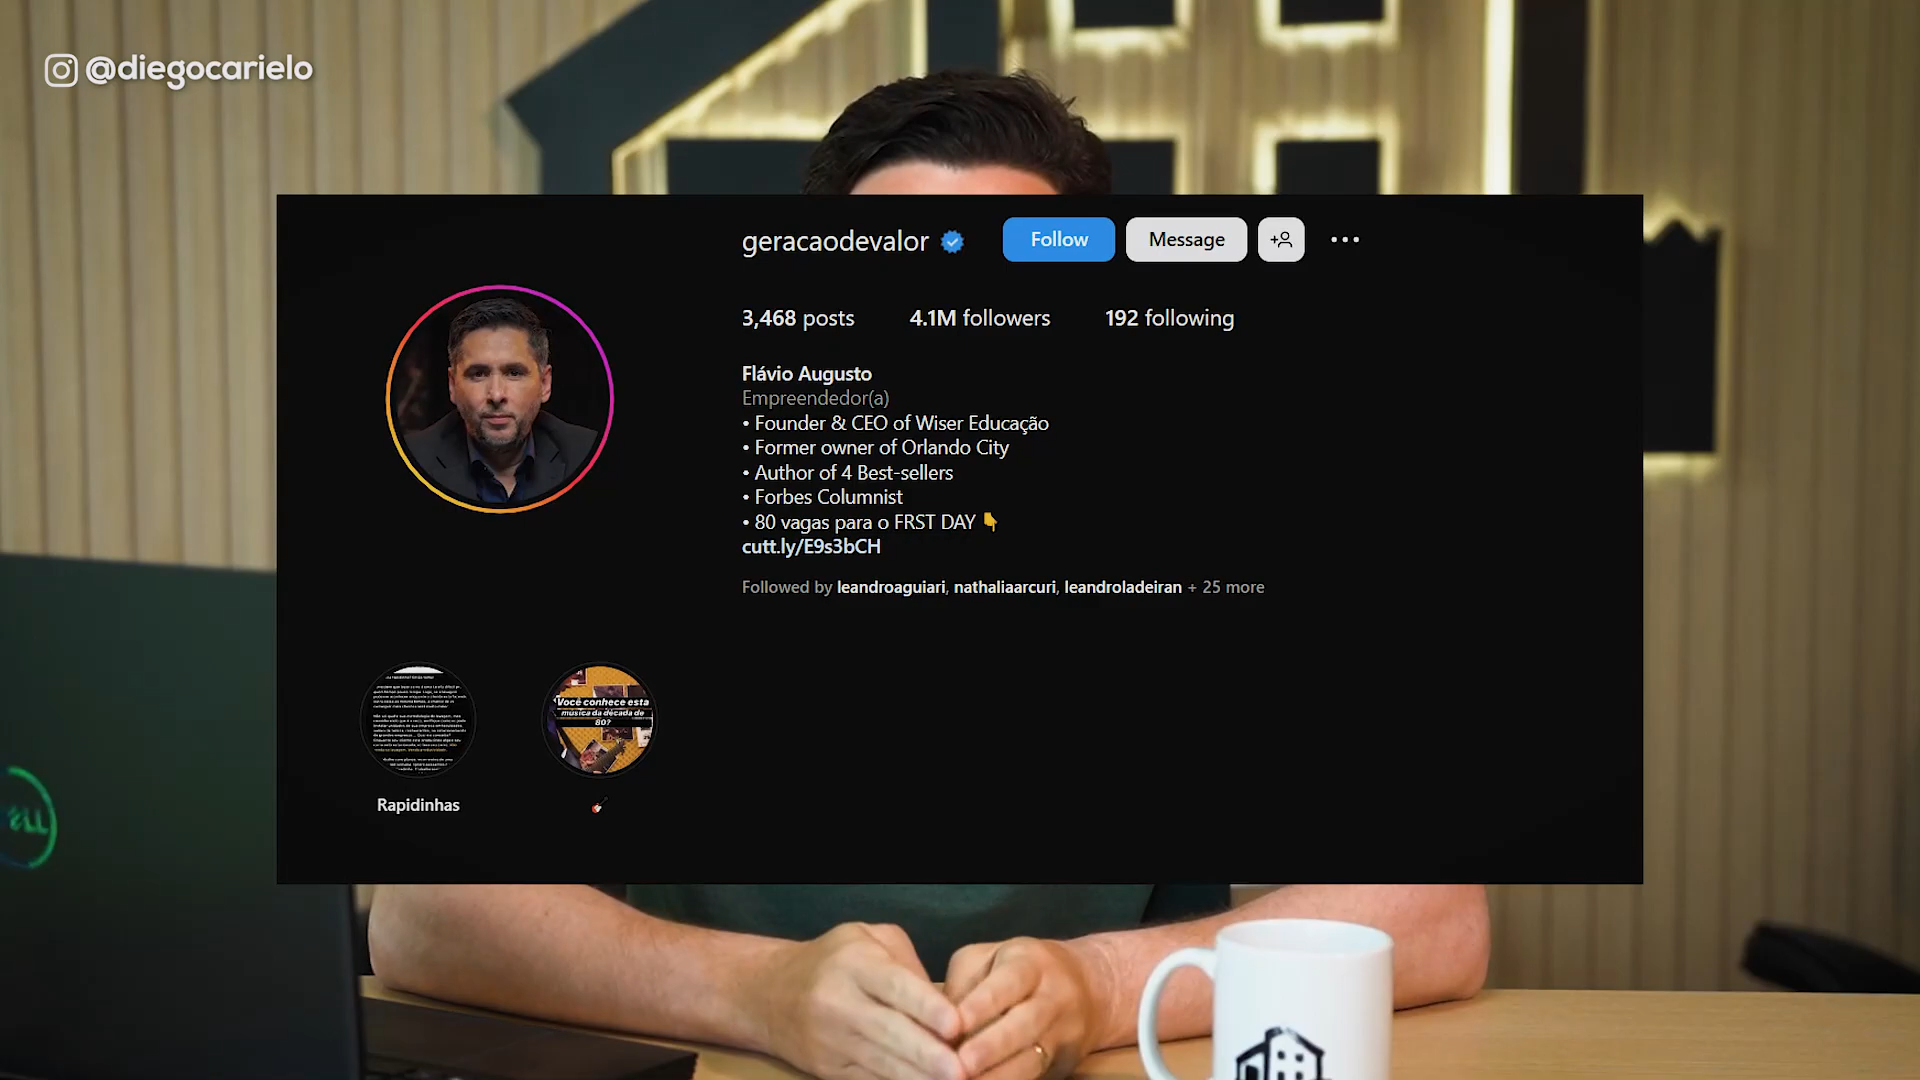 @diegocarielo
geracaodevalor
Follow
Message
3,468 posts
4.1M followers
192 following
Flávio Augusto
Empreendedor(a)
• Founder & CEO of Wiser Educação
• Former owner of Orlando City
• Author of 4 Best-sellers
• Forbes Columnist
• 80 vagas para o FRST DAY 👇
cutt.ly/E9s3bCH
Followed by leandroaguiari, nathaliaarcuri, leandroladeiran + 25 more
Você conhece esta
música da década de
80?
Rapidinhas